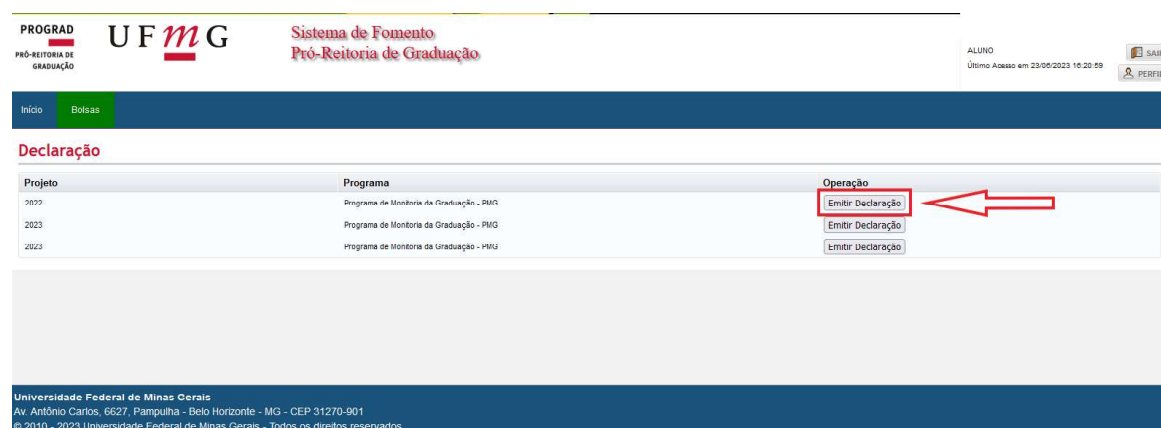 PROGRAD
PRÓ-REITORIA DE
GRADUAÇÃO
UFMG
Sistema de Fomento
Pró-Reitoria de Graduação
ALUNO
Último Acesso em 23/06/2023 16:20:59
SAIR
PERFIL
Início Bolsas
Declaração
Projeto Programa Operação
2022 Programa de Monitoria da Graduação - PMG Emitir Declaração
2023 Programa de Monitoria da Graduação - PMG Emitir Declaração
2023 Programa de Monitoria da Graduação - PMG Emitir Declaração
Universidade Federal de Minas Gerais
Av. Antônio Carlos, 6627, Pampulha - Belo Horizonte - MG - CEP 31270-901
© 2010 - 2023 Universidade Federal de Minas Gerais - Todos os direitos reservados